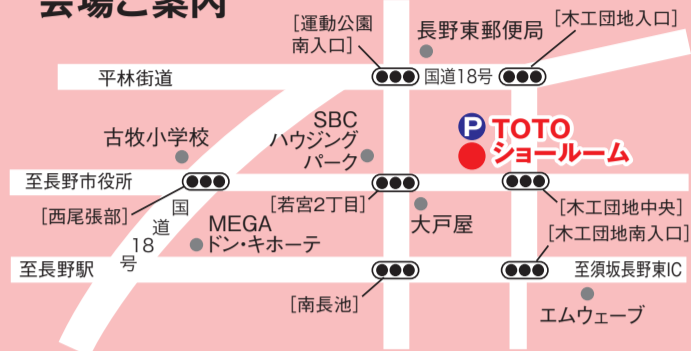 会場ご案内
[運動公園
南入口]
長野東郵便局
[木工団地入口]
平林街道
国道18号
SBC
ハウジング
パーク
P TOTO
ショールーム
古牧小学校
至長野市役所
[西尾張部]
国道18号
[若宮2丁目]
大戸屋
[木工団地中央]
MEGA
ドン・キホーテ
[木工団地南入口]
至長野駅
至須坂長野東IC
[南長池]
エムウェーブ